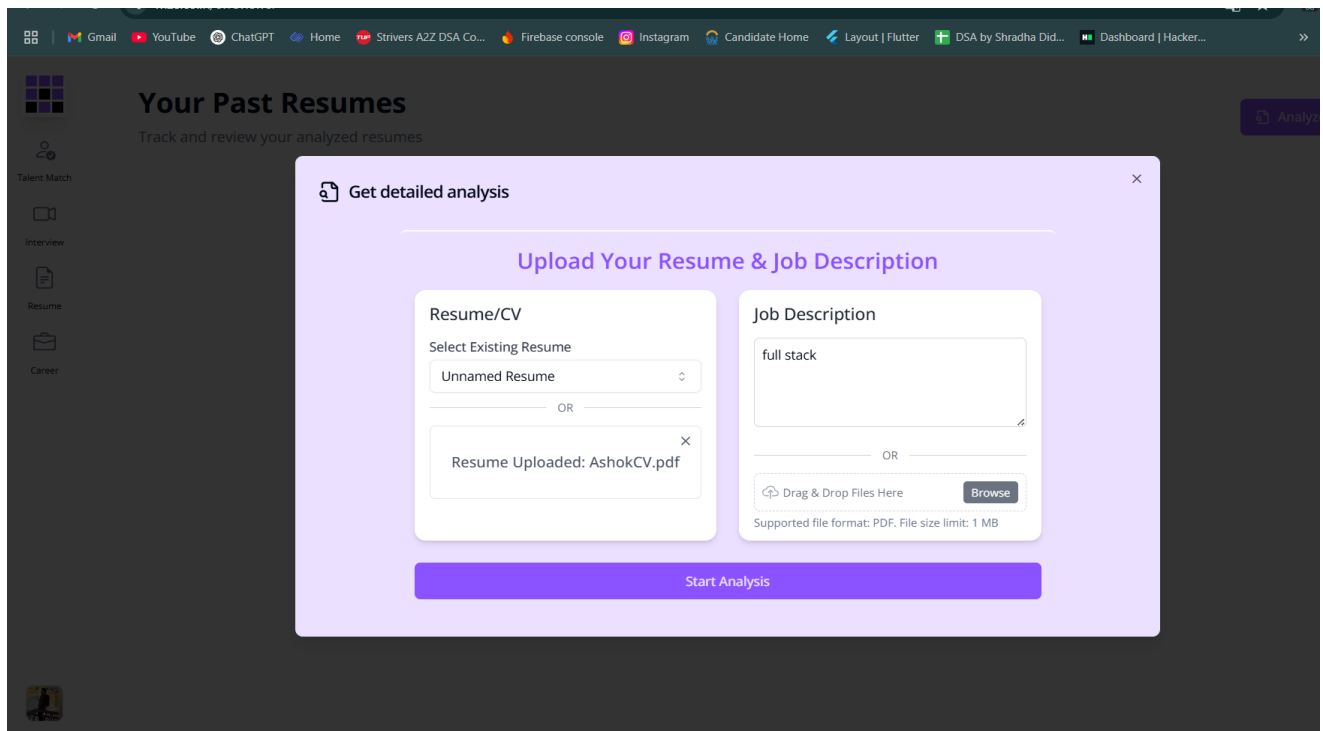 Gmail YouTube ChatGPT Home Strivers A2Z DSA Co... Firebase console Instagram Candidate Home Layout | Flutter DSA by Shradha Did... Dashboard | Hacker... »
Your Past Resumes
Track and review your analyzed resumes
Analyz
Talent Match
Interview
Resume
Career
Get detailed analysis
Upload Your Resume & Job Description
Resume/CV
Select Existing Resume
Unnamed Resume
OR
Resume Uploaded: AshokCV.pdf
Job Description
full stack
OR
Drag & Drop Files Here
Browse
Supported file format: PDF. File size limit: 1 MB
Start Analysis